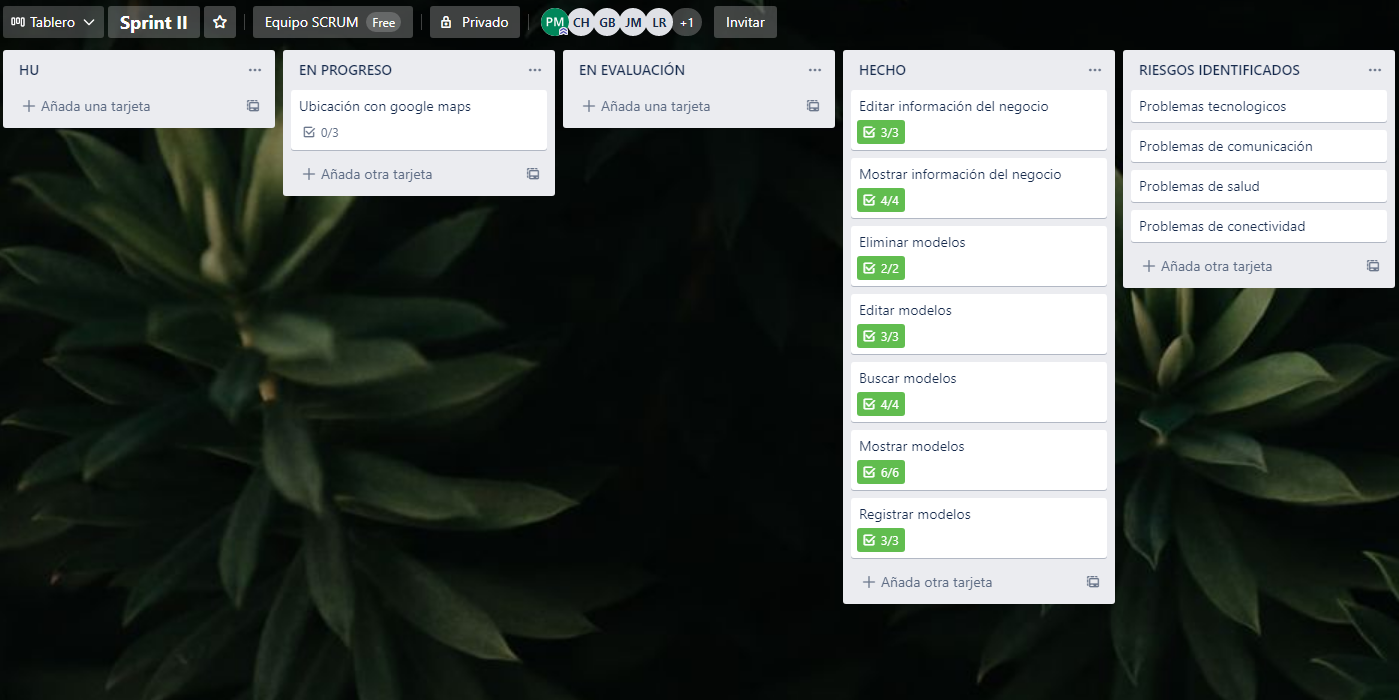 Tablero
Sprint II
Equipo SCRUM Free
Privado
PM CH GB JM LR +1
Invitar
HU
Añada una tarjeta
EN PROGRESO
Ubicación con google maps
0/3
Añada otra tarjeta
EN EVALUACIÓN
Añada una tarjeta
HECHO
Editar información del negocio
3/3
Mostrar información del negocio
4/4
Eliminar modelos
2/2
Editar modelos
3/3
Buscar modelos
4/4
Mostrar modelos
6/6
Registrar modelos
3/3
Añada otra tarjeta
RIESGOS IDENTIFICADOS
Problemas tecnologicos
Problemas de comunicación
Problemas de salud
Problemas de conectividad
Añada otra tarjeta